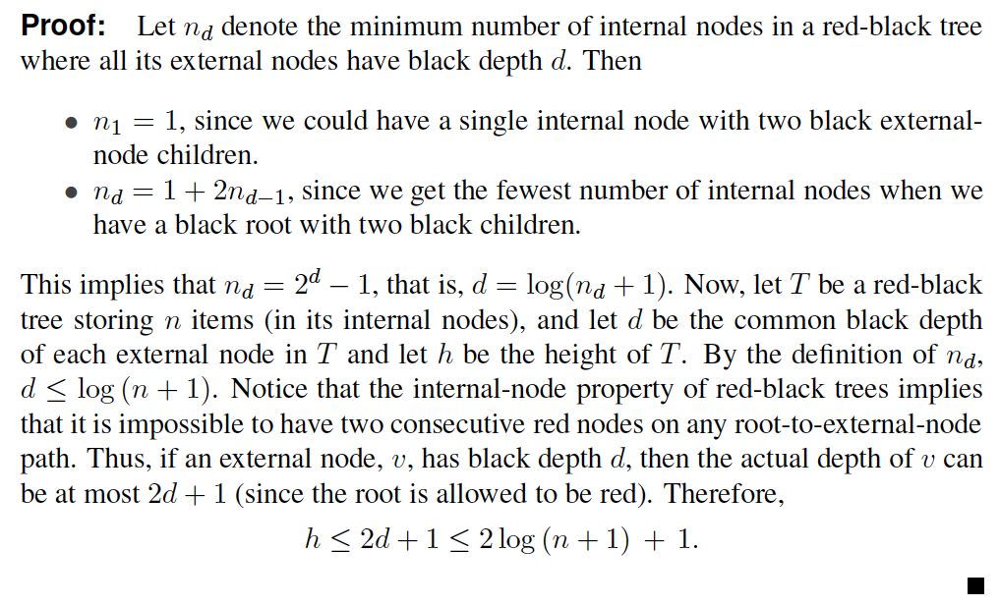 Proof: Let n_d denote the minimum number of internal nodes in a red-black tree
where all its external nodes have black depth d. Then
• n_1 = 1, since we could have a single internal node with two black external-
node children.
• n_d = 1 + 2n_{d−1}, since we get the fewest number of internal nodes when we
have a black root with two black children.
This implies that n_d = 2^d − 1, that is, d = log(n_d + 1). Now, let T be a red-black
tree storing n items (in its internal nodes), and let d be the common black depth
of each external node in T and let h be the height of T. By the definition of n_d,
d ≤ log (n + 1). Notice that the internal-node property of red-black trees implies
that it is impossible to have two consecutive red nodes on any root-to-external-node
path. Thus, if an external node, v, has black depth d, then the actual depth of v can
be at most 2d + 1 (since the root is allowed to be red). Therefore,
h ≤ 2d + 1 ≤ 2 log (n + 1) + 1.
■